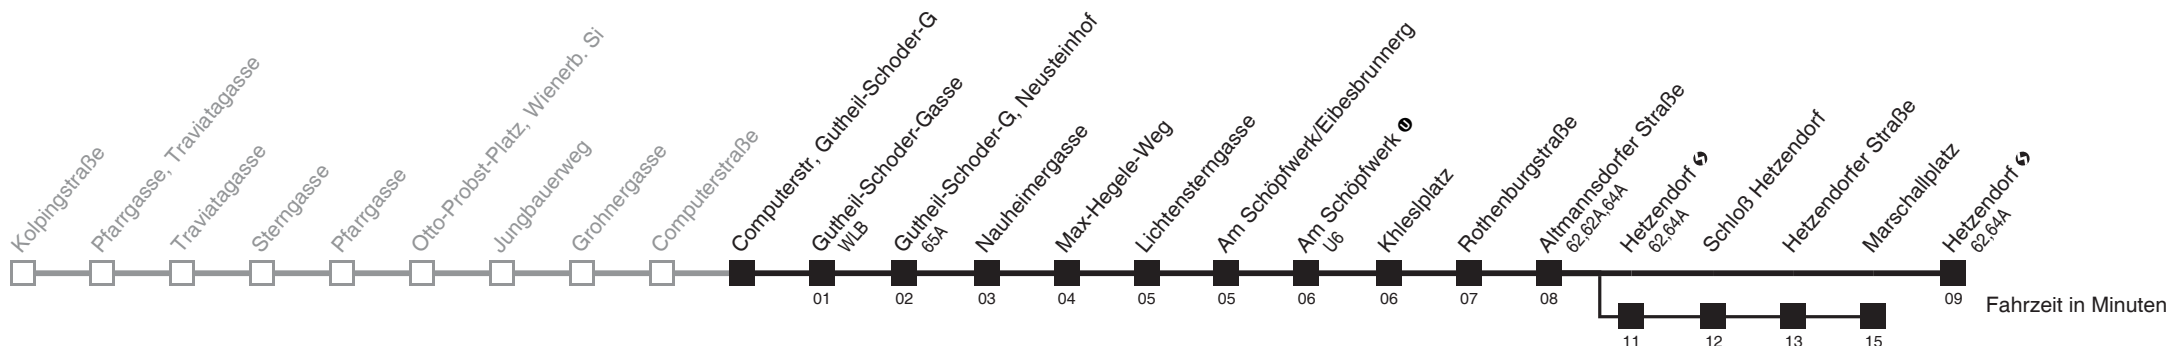 Kolpingstraße
Pfarrgasse, Traviatagasse
Traviatagasse
Sterngasse
Pfarrgasse
Otto-Probst-Platz, Wienerb. Si
Jungbauerweg
Grohnergasse
Computerstraße
Computerstr, Gutheil-Schoder-G
Gutheil-Schoder-Gasse
WLB
Gutheil-Schoder-G, Neusteinhof
65A
Nauheimergasse
Max-Hegele-Weg
Lichtensterngasse
Am Schöpfwerk/Eibesbrunnerg
Am Schöpfwerk U
U6
Khleslplatz
Rothenburgstraße
Altmannsdorfer Straße
62,62A,64A
Hetzendorf S
62,64A
Schloß Hetzendorf
Hetzendorfer Straße
Marschallplatz
Hetzendorf S
62,64A
01 02 03 04 05 05 06 06 07 08 09
Fahrzeit in Minuten
11 12 13 15